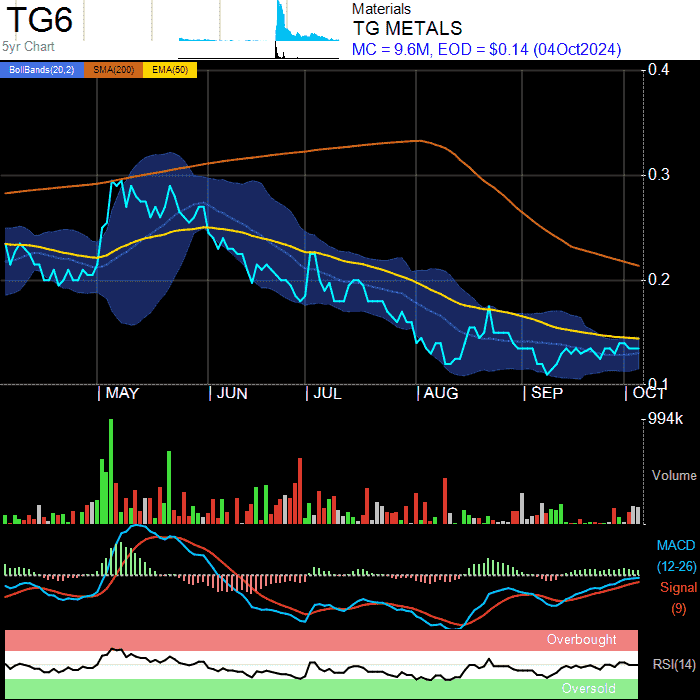 TG6
5yr Chart
Materials
TG METALS
MC = 9.6M, EOD = $0.14 (04Oct2024)
BollBands(20,2) SMA(200) EMA(50)
0.4
0.3
0.2
0.1
MAY JUN JUL AUG SEP OCT
994k
Volume
MACD
(12-26)
Signal
(9)
Overbought
RSI(14)
Oversold